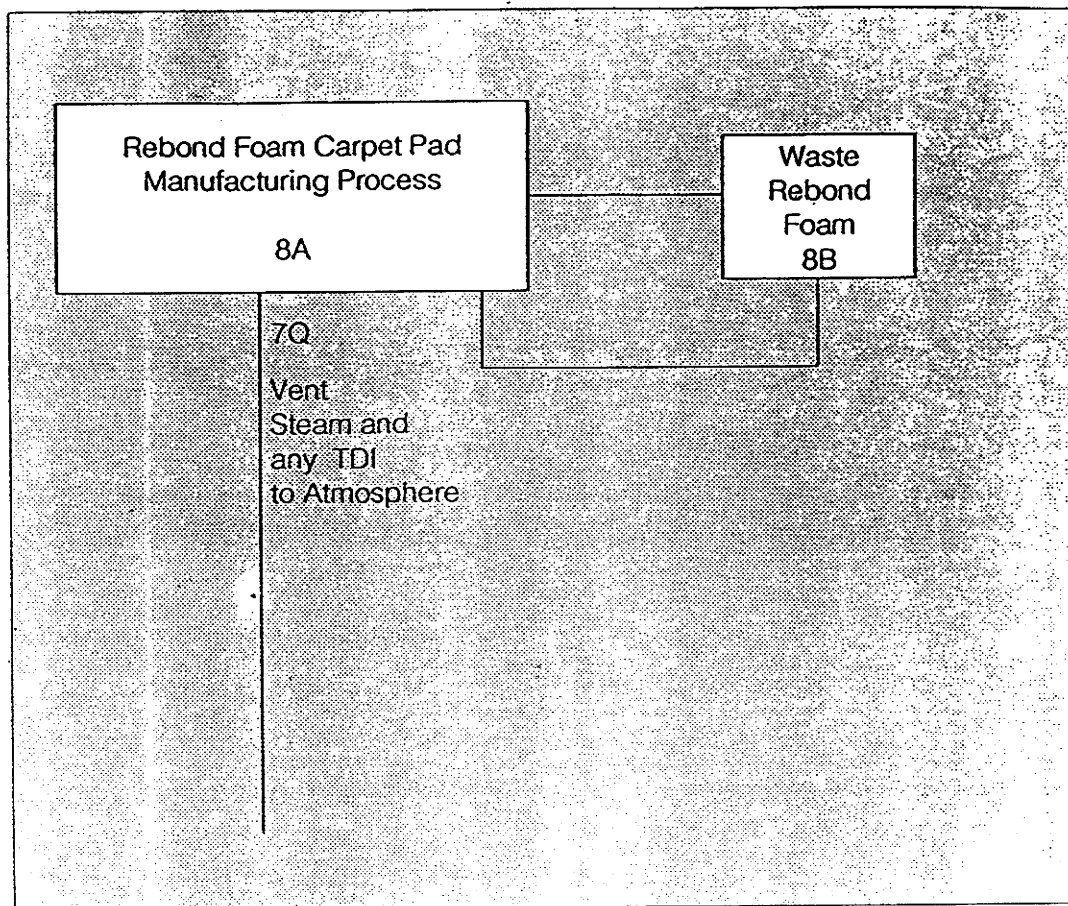 Rebond Foam Carpet Pad
Manufacturing Process
8A
Waste
Rebond
Foam
8B
7Q
Vent
Steam and
any TDI
to Atmosphere